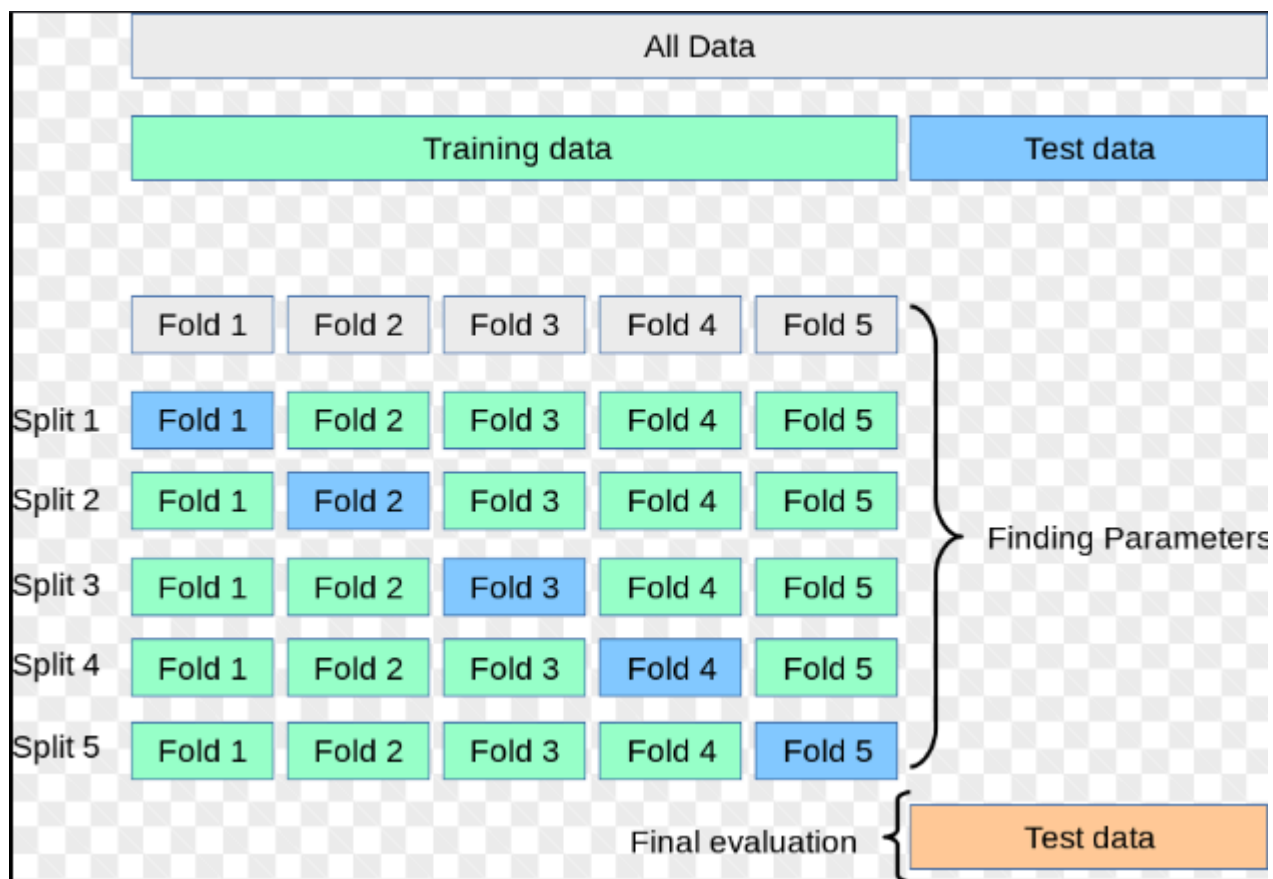 All Data
Training data Test data
Fold 1 Fold 2 Fold 3 Fold 4 Fold 5
Split 1 Fold 1 Fold 2 Fold 3 Fold 4 Fold 5
Split 2 Fold 1 Fold 2 Fold 3 Fold 4 Fold 5
Finding Parameters
Split 3 Fold 1 Fold 2 Fold 3 Fold 4 Fold 5
Split 4 Fold 1 Fold 2 Fold 3 Fold 4 Fold 5
Split 5 Fold 1 Fold 2 Fold 3 Fold 4 Fold 5
Final evaluation Test data